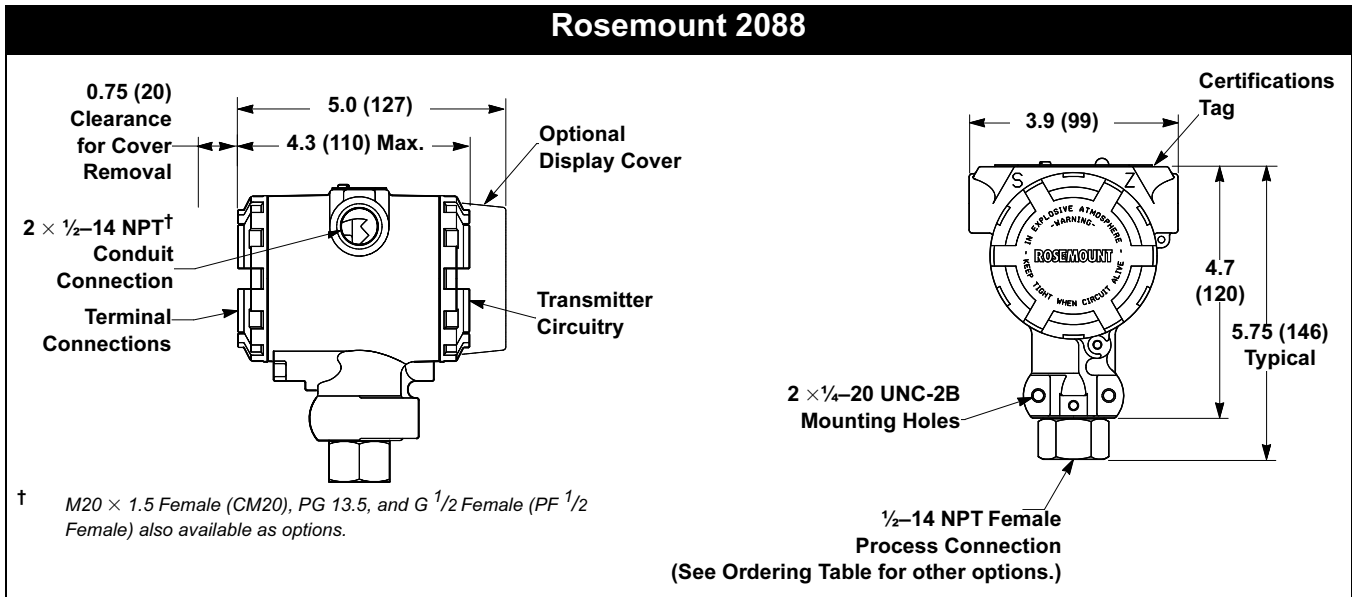 Rosemount 2088
0.75 (20)
Clearance
for Cover
Removal
5.0 (127)
4.3 (110) Max.
Optional
Display Cover
2 × ½–14 NPT†
Conduit
Connection
Terminal
Connections
Transmitter
Circuitry
† M20 × 1.5 Female (CM20), PG 13.5, and G 1/2 Female (PF 1/2
Female) also available as options.
Certifications
Tag
3.9 (99)
S Z
IN EXPLOSIVE ATMOSPHERE
-WARNING-
ROSEMOUNT
- KEEP TIGHT WHEN CIRCUIT ALIVE -
4.7
(120)
5.75 (146)
Typical
2 ×¼–20 UNC-2B
Mounting Holes
½–14 NPT Female
Process Connection
(See Ordering Table for other options.)